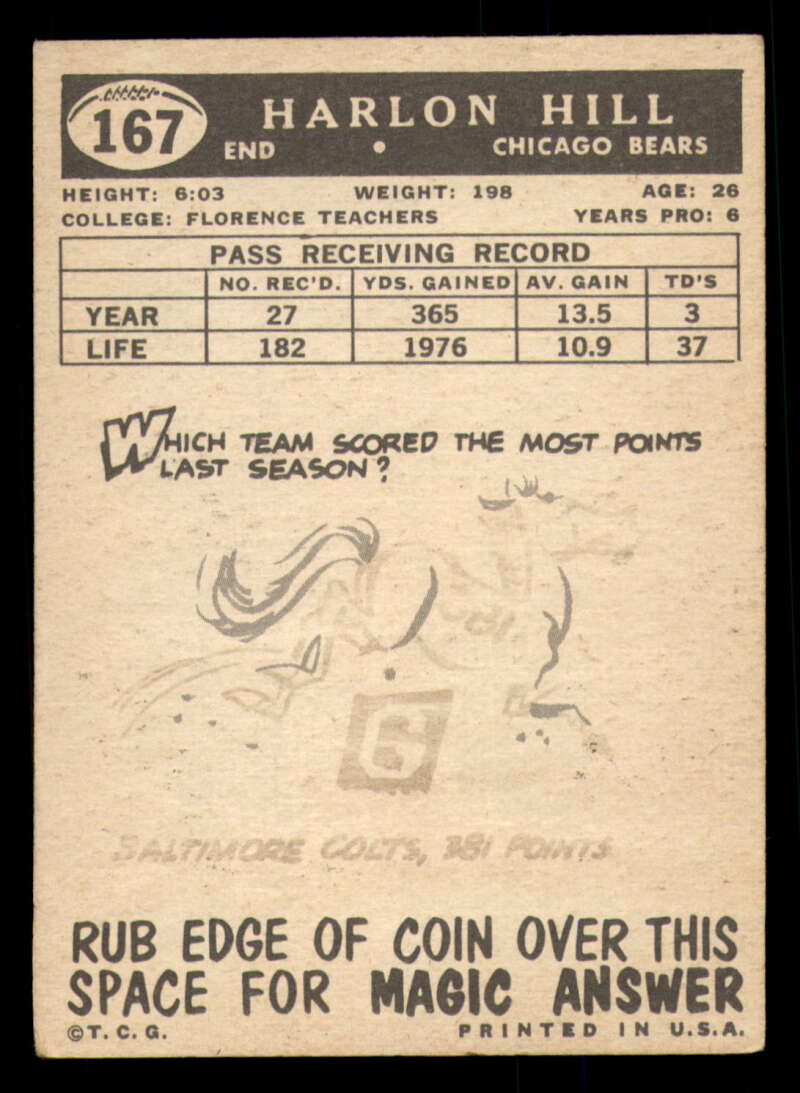 167
HARLON HILL
END • CHICAGO BEARS
HEIGHT: 6:03 WEIGHT: 198 AGE: 26
COLLEGE: FLORENCE TEACHERS YEARS PRO: 6
PASS RECEIVING RECORD
NO. REC'D. YDS. GAINED AV. GAIN TD'S
YEAR 27 365 13.5 3
LIFE 182 1976 10.9 37
WHICH TEAM SCORED THE MOST POINTS
LAST SEASON?
6
BALTIMORE COLTS, 381 POINTS
RUB EDGE OF COIN OVER THIS
SPACE FOR MAGIC ANSWER
©T. C. G. PRINTED IN U.S.A.